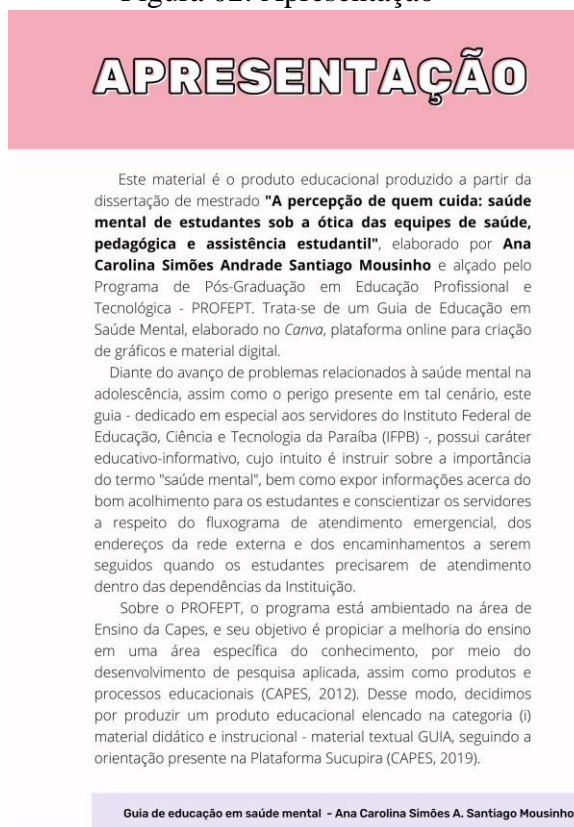 Figura 02: Apresentação
APRESENTAÇÃO
Este material é o produto educacional produzido a partir da
dissertação de mestrado "A percepção de quem cuida: saúde
mental de estudantes sob a ótica das equipes de saúde,
pedagógica e assistência estudantil", elaborado por Ana
Carolina Simões Andrade Santiago Mousinho e alçado pelo
Programa de Pós-Graduação em Educação Profissional e
Tecnológica - PROFEPT. Trata-se de um Guia de Educação em
Saúde Mental, elaborado no Canva, plataforma online para criação
de gráficos e material digital.
Diante do avanço de problemas relacionados à saúde mental na
adolescência, assim como o perigo presente em tal cenário, este
guia - dedicado em especial aos servidores do Instituto Federal de
Educação, Ciência e Tecnologia da Paraíba (IFPB) -, possui caráter
educativo-informativo, cujo intuito é instruir sobre a importância
do termo "saúde mental", bem como expor informações acerca do
bom acolhimento para os estudantes e conscientizar os servidores
a respeito do fluxograma de atendimento emergencial, dos
endereços da rede externa e dos encaminhamentos a serem
seguidos quando os estudantes precisarem de atendimento
dentro das dependências da Instituição.
Sobre o PROFEPT, o programa está ambientado na área de
Ensino da Capes, e seu objetivo é propiciar a melhoria do ensino
em uma área específica do conhecimento, por meio do
desenvolvimento de pesquisa aplicada, assim como produtos e
processos educacionais (CAPES, 2012). Desse modo, decidimos
por produzir um produto educacional elencado na categoria (i)
material didático e instrucional - material textual GUIA, seguindo a
orientação presente na Plataforma Sucupira (CAPES, 2019).
Guia de educação em saúde mental - Ana Carolina Simões A. Santiago Mousinho